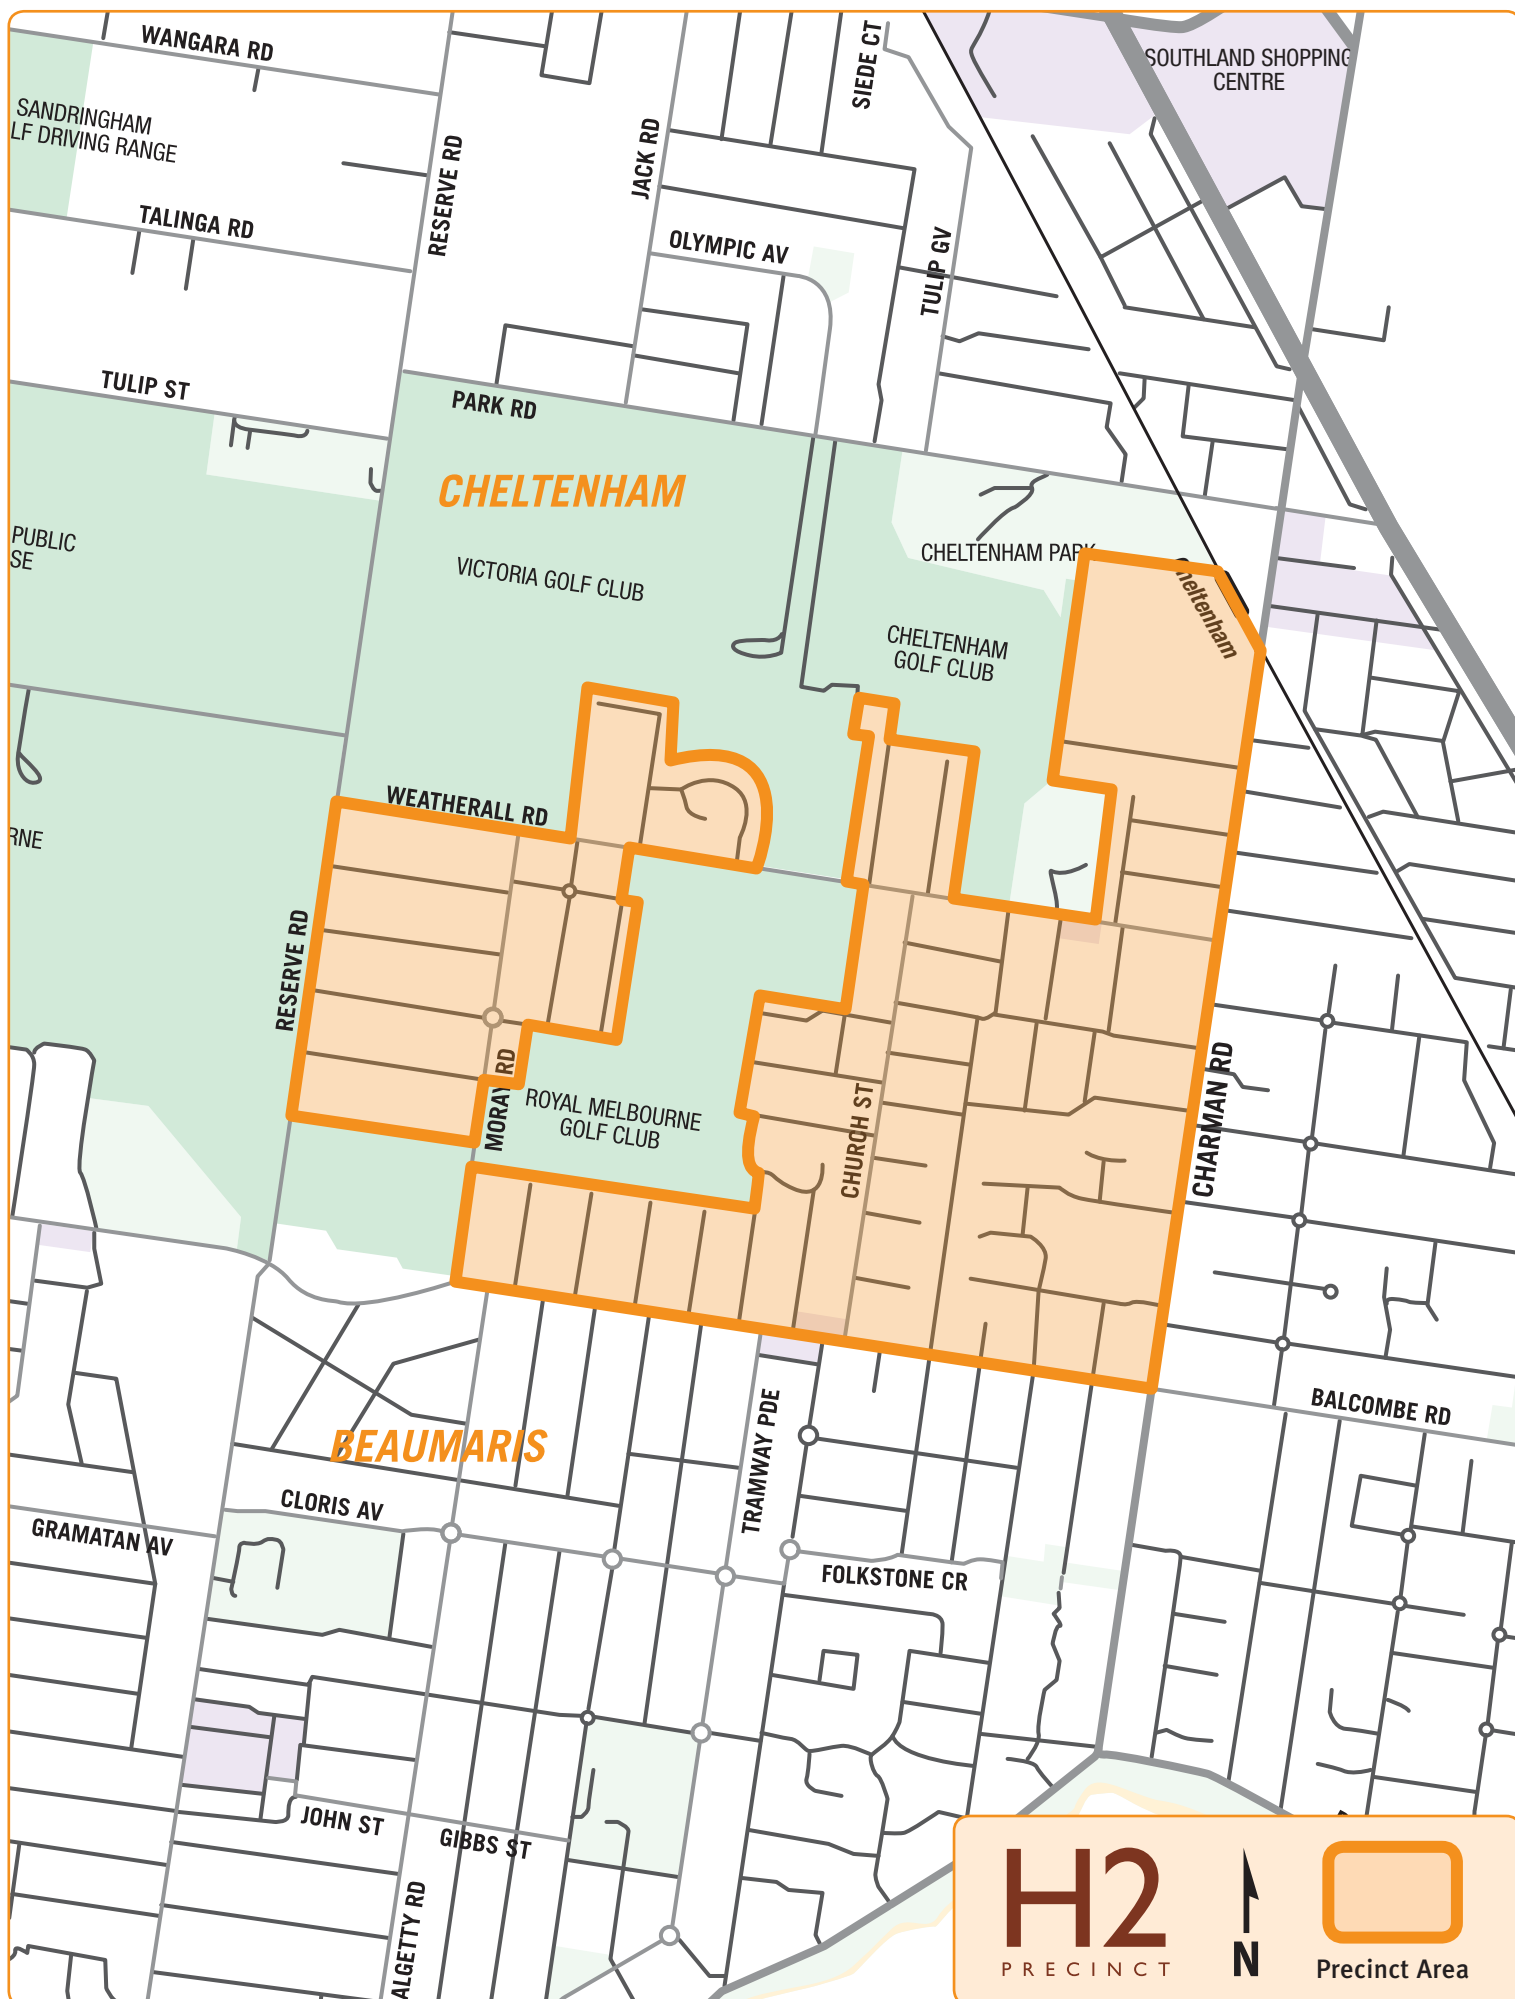 WANGARA RD
SIEDE CT
SOUTHLAND SHOPPING
CENTRE
SANDRINGHAM
LF DRIVING RANGE
RESERVE RD
JACK RD
TALINGA RD
OLYMPIC AV
TULIP GV
TULIP ST
PARK RD
CHELTENHAM
PUBLIC
SE
VICTORIA GOLF CLUB
CHELTENHAM PARK
heltenham
CHELTENHAM
GOLF CLUB
WEATHERALL RD
RNE
RESERVE RD
MORAY RD
ROYAL MELBOURNE
GOLF CLUB
CHURCH ST
CHARMAN RD
BALCOMBE RD
BEAUMARIS
TRAMWAY PDE
CLORIS AV
GRAMATAN AV
FOLKSTONE CR
JOHN ST
GIBBS ST
ALGETTY RD
H2
PRECINCT
N
Precinct Area